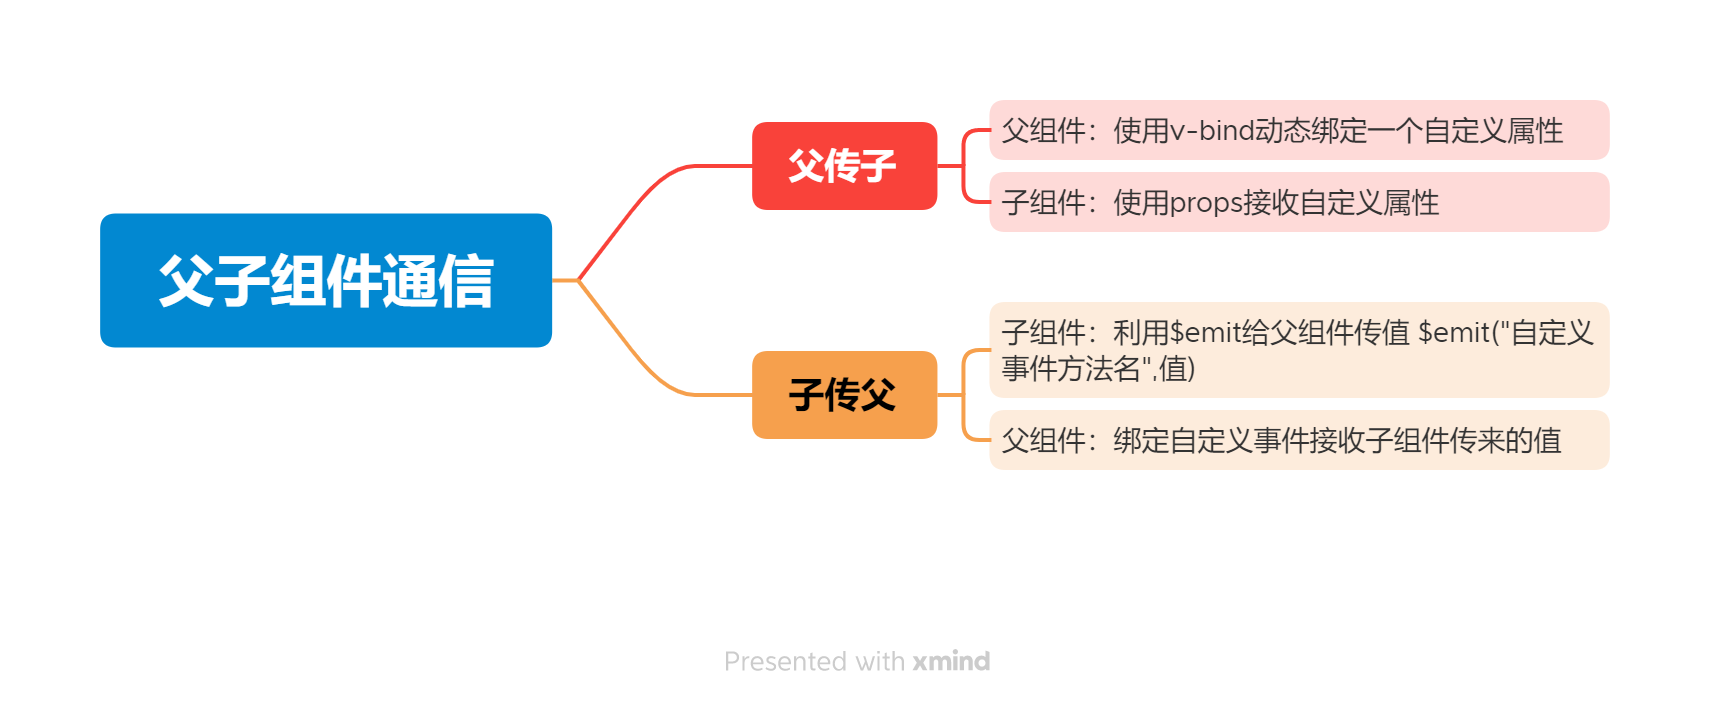 父子组件通信
父传子
父组件：使用v-bind动态绑定一个自定义属性
子组件：使用props接收自定义属性
子传父
子组件：利用$emit给父组件传值 $emit("自定义
事件方法名",值)
父组件：绑定自定义事件接收子组件传来的值
Presented with xmind